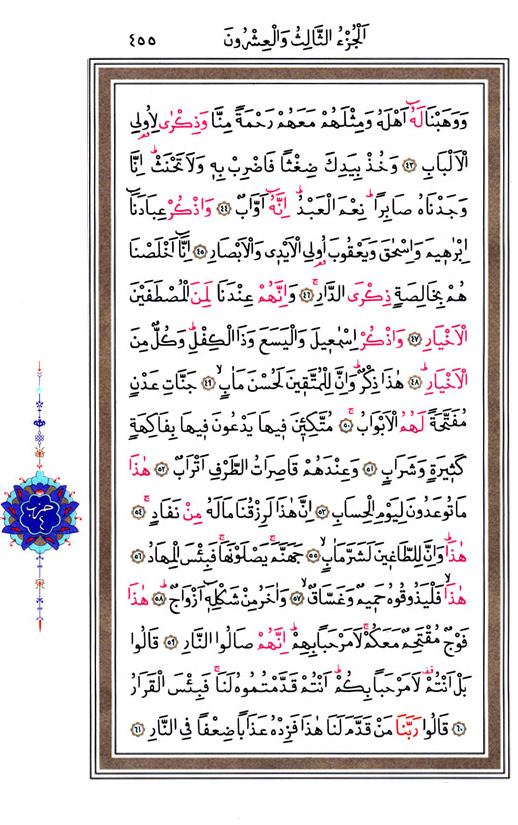 اَلْجُزْءُ الثَّالِثُ وَالْعِشْرُونَ ٤٥٥
وَوَهَبْنَا لَهُٓ اَهْلَهُ وَمِثْلَهُمْ مَعَهُمْ رَحْمَةً مِنَّا وَذِكْرٰى لِاُو۬لِي
الْاَلْبَابِ ﴿٤٣﴾ وَخُذْ بِيَدِكَ ضِغْثًا فَاضْرِبْ بِهٖ وَلَا تَحْنَثْۜ اِنَّا
وَجَدْنَاهُ صَابِرًاۜ نِعْمَ الْعَبْدُۜ اِنَّهُٓ اَوَّابٌ ﴿٤٤﴾ وَاذْكُرْ عِبَادَنَٓا
اِبْرٰهٖيمَ وَاِسْحٰقَ وَيَعْقُوبَ اُو۬لِي الْاَيْدٖي وَالْاَبْصَارِ ﴿٤٥﴾ اِنَّٓا اَخْلَصْنَا
هُمْ بِخَالِصَةٍ ذِكْرَى الدَّارِۚ ﴿٤٦﴾ وَاِنَّهُمْ عِنْدَنَا لَمِنَ الْمُصْطَفَيْنَ
الْاَخْيَارِۜ ﴿٤٧﴾ وَاذْكُرْ اِسْمٰعٖيلَ وَالْيَسَعَ وَذَا الْكِفْلِۜ وَكُلٌّ مِنَ
الْاَخْيَارِۜ ﴿٤٨﴾ هٰذَا ذِكْرٌۜ وَاِنَّ لِلْمُتَّقٖينَ لَحُسْنَ مَاٰبٍۙ ﴿٤٩﴾ جَنَّاتِ عَدْنٍ
مُفَتَّحَةً لَهُمُ الْاَبْوَابُۚ ﴿٥٠﴾ مُتَّكِـٖٔينَ فٖيهَا يَدْعُونَ فٖيهَا بِفَاكِهَةٍ
كَثٖيرَةٍ وَشَرَابٍ ﴿٥١﴾ وَعِنْدَهُمْ قَاصِرَاتُ الطَّرْفِ اَتْرَابٌ ﴿٥٢﴾ هٰذَا
مَا تُوعَدُونَ لِيَوْمِ الْحِسَابِ ﴿٥٣﴾ اِنَّ هٰذَا لَرِزْقُنَا مَا لَهُ مِنْ نَفَادٍۚ ﴿٥٤﴾
هٰذَاۜ وَاِنَّ لِلطَّاغٖينَ لَشَرَّ مَاٰبٍۙ ﴿٥٥﴾ جَهَنَّمَۚ يَصْلَوْنَهَاۚ فَبِئْسَ الْمِهَادُ ﴿٥٦﴾
هٰذَاۙ فَلْيَذُوقُوهُ حَمٖيمٌ وَغَسَّاقٌۙ ﴿٥٧﴾ وَاٰخَرُ مِنْ شَكْلِهٖٓ اَزْوَاجٌۜ ﴿٥٨﴾ هٰذَا
فَوْجٌ مُقْتَحِمٌ مَعَكُمْۚ لَا مَرْحَبًا بِهِمْۜ اِنَّهُمْ صَالُوا النَّارِ ﴿٥٩﴾ قَالُوا
بَلْ اَنْتُمْ۠ لَا مَرْحَبًا بِكُمْۜ اَنْتُمْ قَدَّمْتُمُوهُ لَنَاۚ فَبِئْسَ الْقَرَارُ
﴿٦٠﴾ قَالُوا رَبَّنَا مَنْ قَدَّمَ لَنَا هٰذَا فَزِدْهُ عَذَابًا ضِعْفًا فِي النَّارِ ﴿٦١﴾
حزب
٤